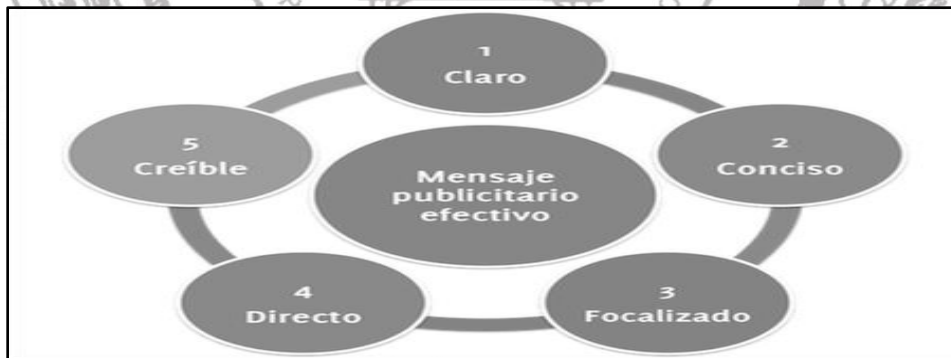 1
Claro
2
Conciso
3
Focalizado
4
Directo
5
Creíble
Mensaje
publicitario
efectivo